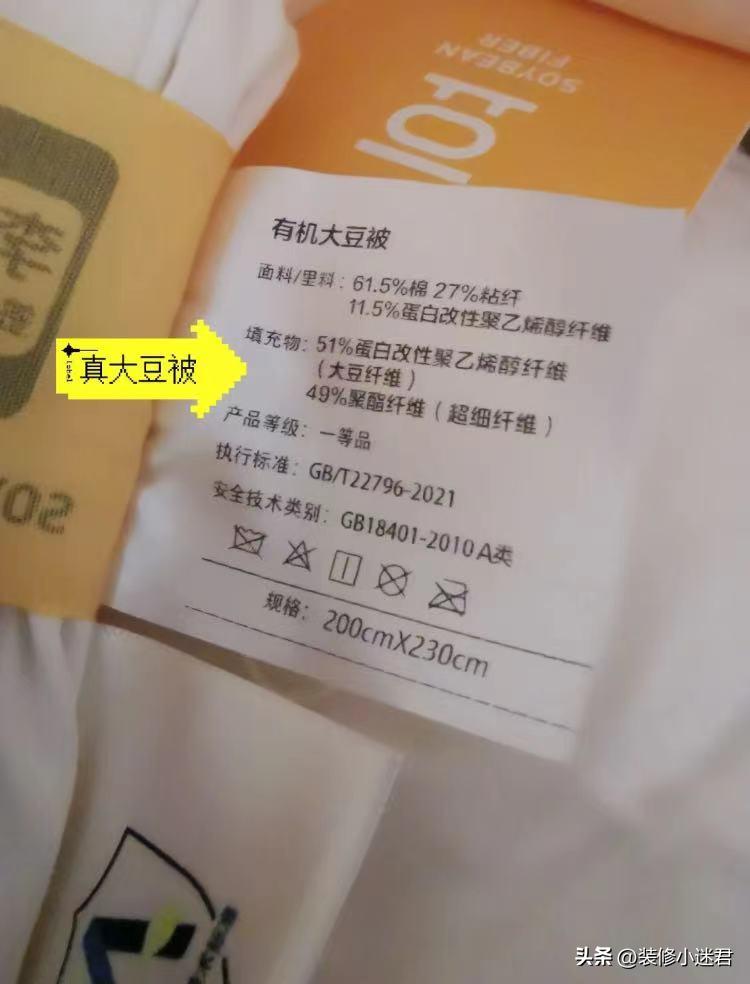 SOYBEAN
FIBER
有机大豆被
面料/里料：61.5%棉 27%粘纤
11.5%蛋白改性聚乙烯醇纤维
填充物：51%蛋白改性聚乙烯醇纤维
（大豆纤维）
49%聚酯纤维（超细纤维）
产品等级：一等品
执行标准：GB/T22796-2021
安全技术类别：GB18401-2010 A类
规格：200cmX230cm
真大豆被
SO
头条 @装修小迷君